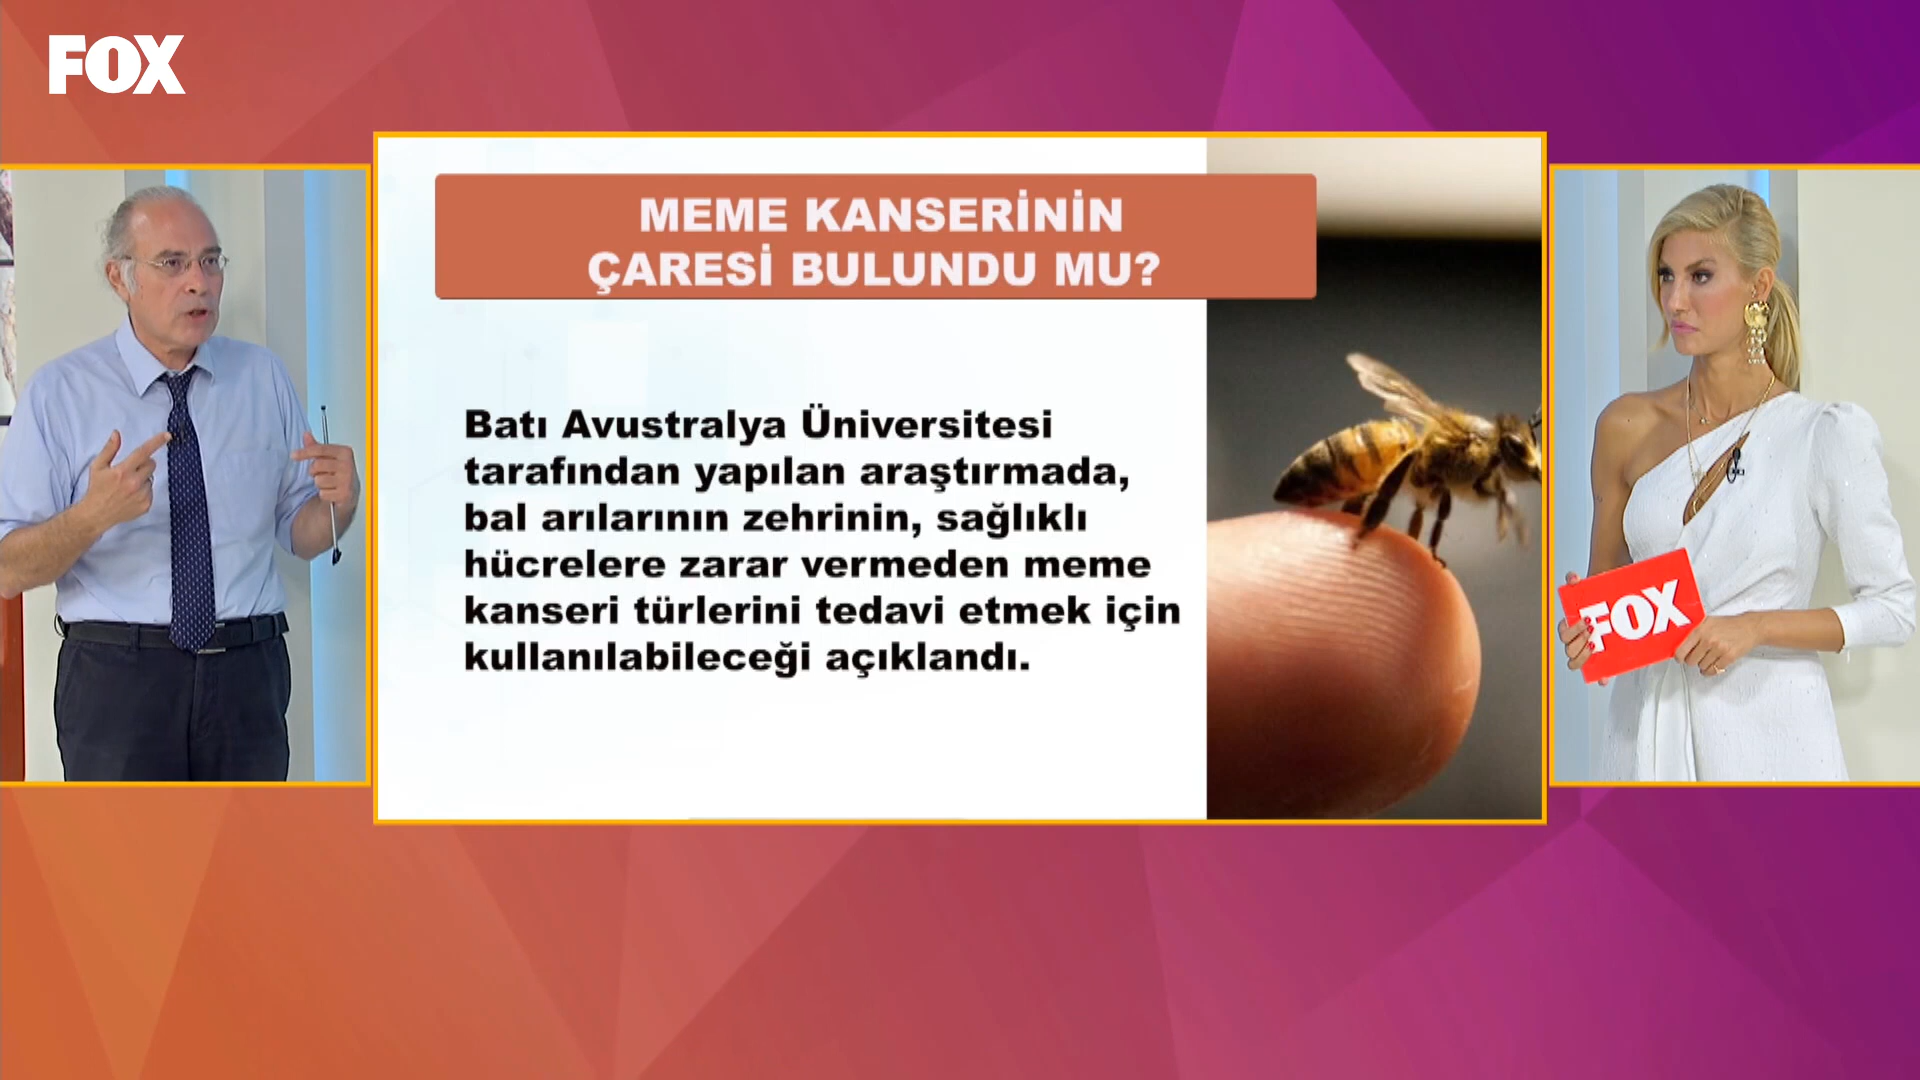 FOX
MEME KANSERİNİN
ÇARESİ BULUNDU MU?
Batı Avustralya Üniversitesi
tarafından yapılan araştırmada,
bal arılarının zehrinin, sağlıklı
hücrelere zarar vermeden meme
kanseri türlerini tedavi etmek için
kullanılabileceği açıklandı.
FOX